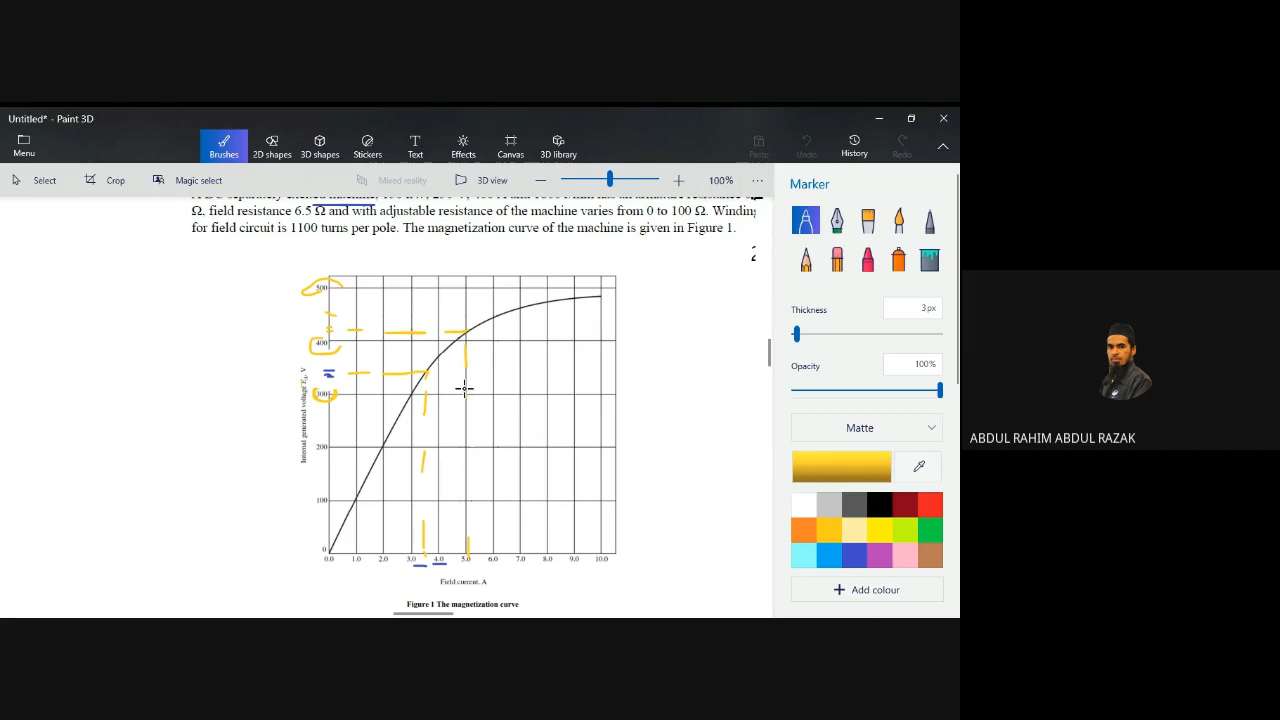 Untitled* - Paint 3D
Menu
Brushes
2D shapes
3D shapes
Stickers
Text
Effects
Canvas
3D library
Paste
Undo
History
Redo
Select
Crop
Magic select
Mixed reality
3D view
100%
Ω, field resistance 6.5 Ω and with adjustable resistance of the machine varies from 0 to 100 Ω.
for field circuit is 1100 turns per pole. The magnetization curve of the machine is given in Figure 1.
500
400
300
200
100
0
Internal generated voltage E_A, V
0.0 1.0 2.0 3.0 4.0 5.0 6.0 7.0 8.0 9.0 10.0
Field current, A
Figure 1 The magnetization curve
Marker
Thickness
3px
Opacity
100%
Matte
Add colour
ABDUL RAHIM ABDUL RAZAK